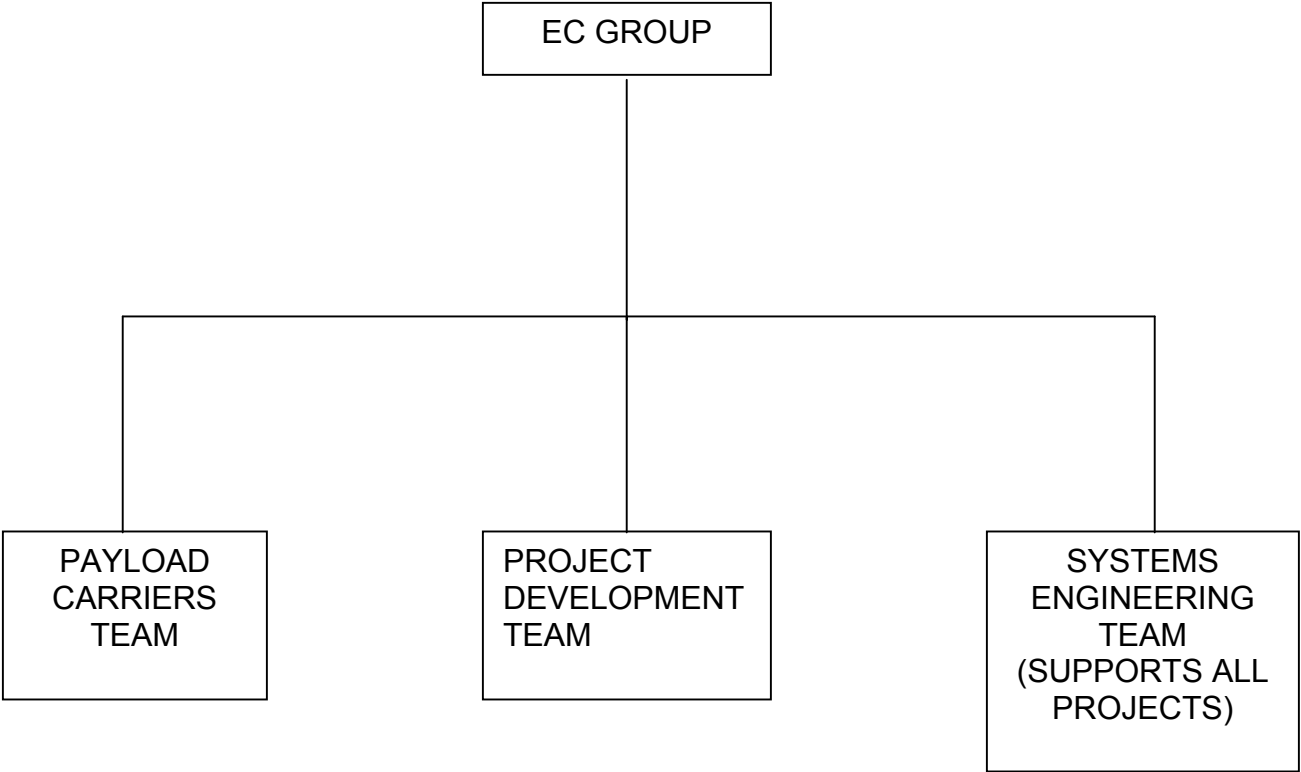 EC GROUP
PAYLOAD
CARRIERS
TEAM
PROJECT
DEVELOPMENT
TEAM
SYSTEMS
ENGINEERING
TEAM
(SUPPORTS ALL
PROJECTS)